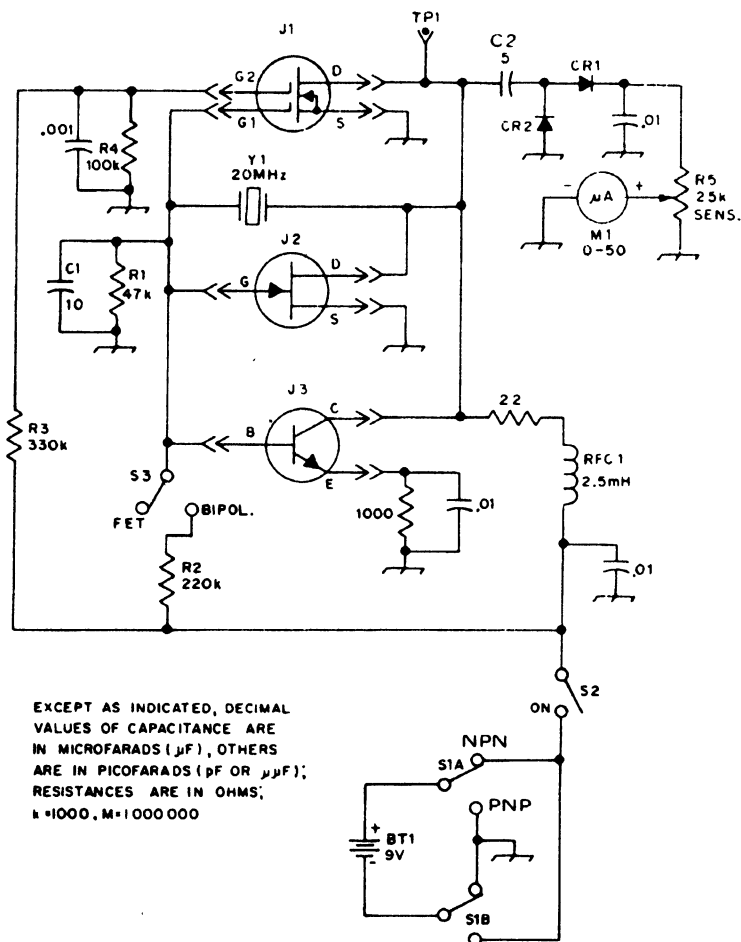 TP1
J1
C2
5
CR1
G2
D
G1
S
.001
R4
100k
CR2
.01
Y1
20MHz
- µA +
M1
0-50
R5
25k
SENS.
J2
D
G
S
C1
10
R1
47k
J3
C
22
B
E
R3
330k
RFC1
2.5mH
S3
FET
BIPOL.
1000
.01
R2
220k
.01
S2
ON
EXCEPT AS INDICATED, DECIMAL
VALUES OF CAPACITANCE ARE
IN MICROFARADS (µF), OTHERS
ARE IN PICOFARADS (pF OR µµF);
RESISTANCES ARE IN OHMS;
k=1000, M=1000000
S1A
NPN
PNP
+
BT1
9V
-
S1B